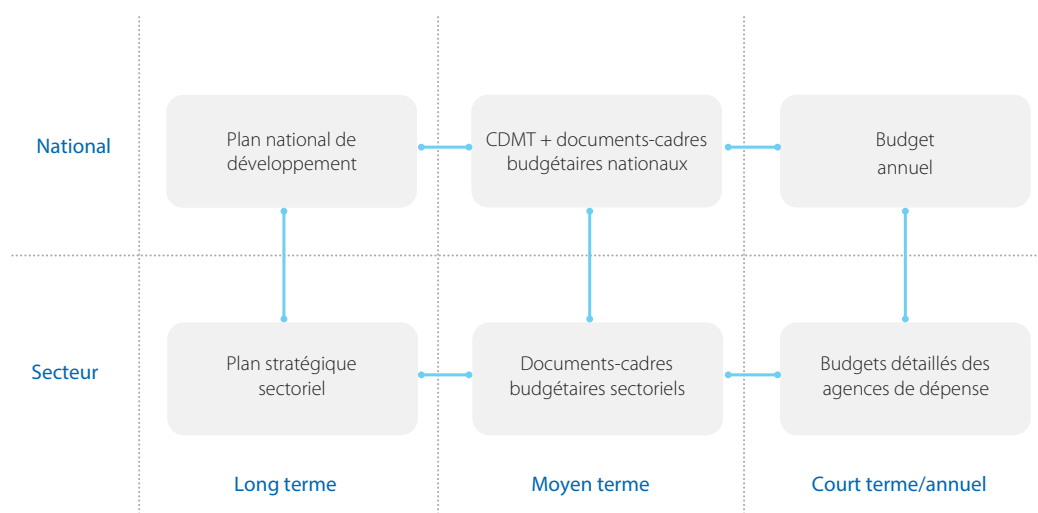 National
Plan national de
développement
CDMT + documents-cadres
budgétaires nationaux
Budget
annuel
Secteur
Plan stratégique
sectoriel
Documents-cadres
budgétaires sectoriels
Budgets détaillés des
agences de dépense
Long terme
Moyen terme
Court terme/annuel